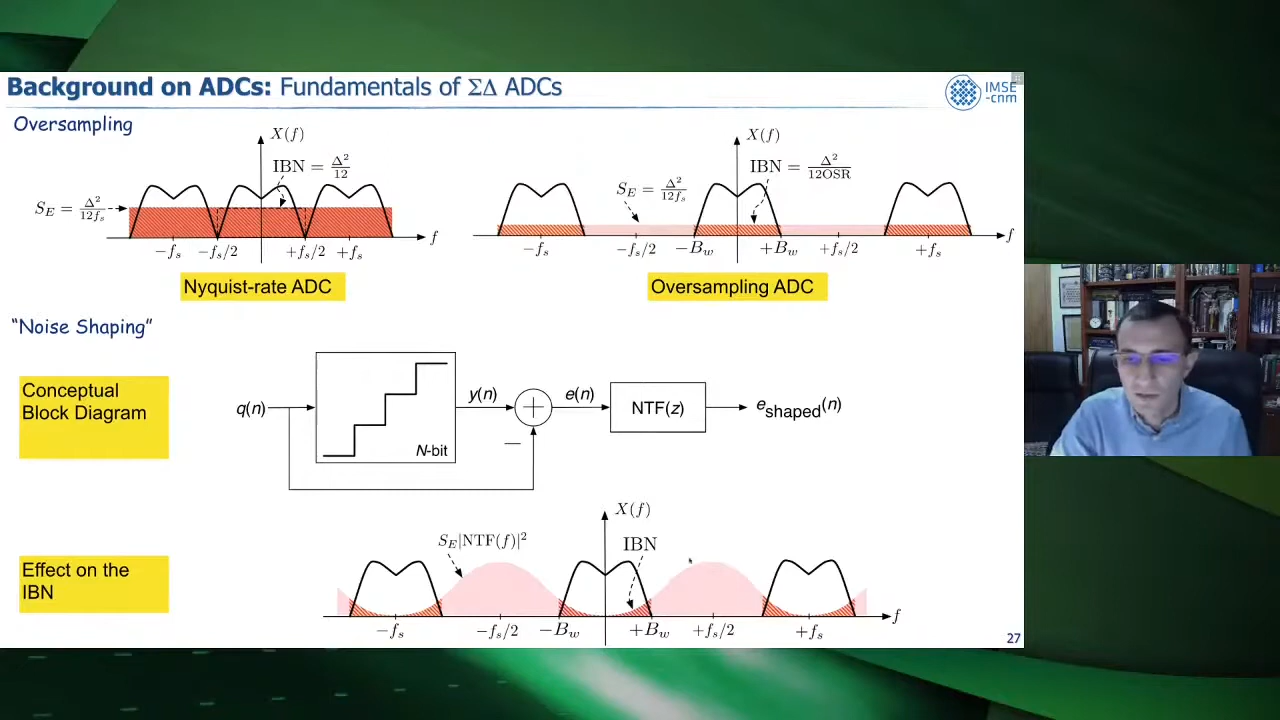 Background on ADCs: Fundamentals of ΣΔ ADCs
IMSE
-cnm
Oversampling
X(f)
IBN = Δ²/12
S_E = Δ²/12f_s
−f_s −f_s/2 +f_s/2 +f_s f
Nyquist-rate ADC
X(f)
IBN = Δ²/12OSR
S_E = Δ²/12f_s
−f_s −f_s/2 −B_w +B_w +f_s/2 +f_s f
Oversampling ADC
"Noise Shaping"
Conceptual
Block Diagram
q(n) N-bit y(n) + − e(n) NTF(z) e_shaped(n)
X(f)
S_E|NTF(f)|²
IBN
Effect on the
IBN
−f_s −f_s/2 −B_w +B_w +f_s/2 +f_s f
27